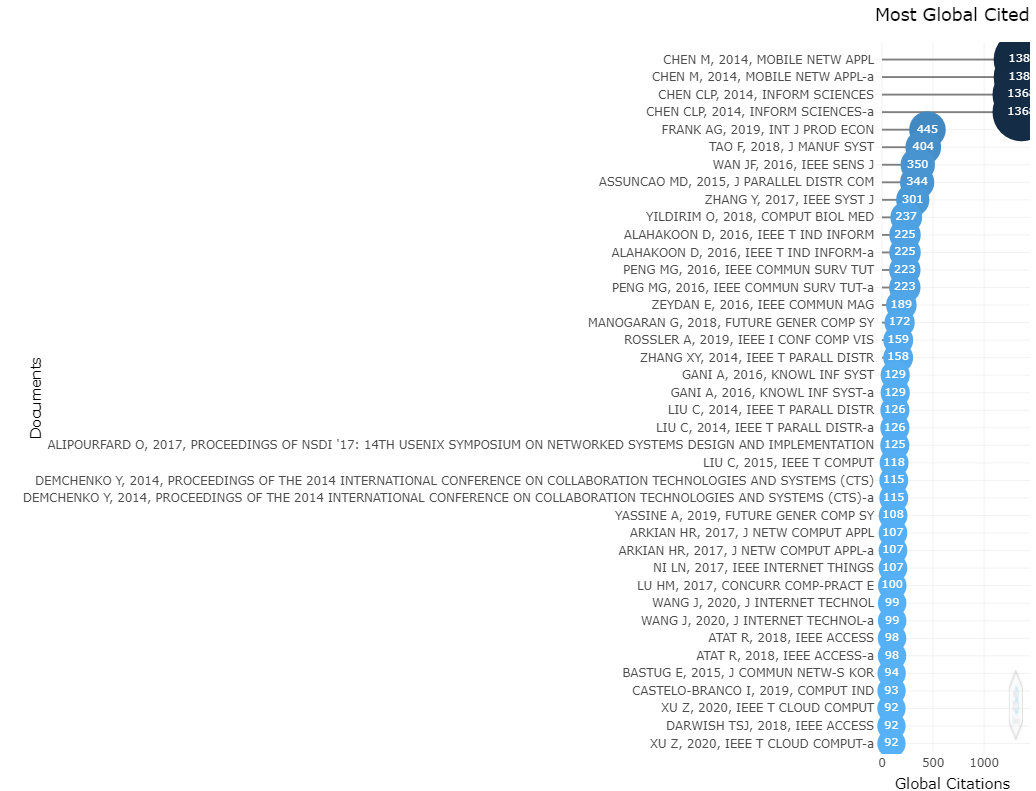 Most Global Cited
CHEN M, 2014, MOBILE NETW APPL 138
CHEN M, 2014, MOBILE NETW APPL-a 138
CHEN CLP, 2014, INFORM SCIENCES 136
CHEN CLP, 2014, INFORM SCIENCES-a 136
FRANK AG, 2019, INT J PROD ECON 445
TAO F, 2018, J MANUF SYST 404
WAN JF, 2016, IEEE SENS J 350
ASSUNCAO MD, 2015, J PARALLEL DISTR COM 344
ZHANG Y, 2017, IEEE SYST J 301
YILDIRIM O, 2018, COMPUT BIOL MED 237
ALAHAKOON D, 2016, IEEE T IND INFORM 225
ALAHAKOON D, 2016, IEEE T IND INFORM-a 225
PENG MG, 2016, IEEE COMMUN SURV TUT 223
PENG MG, 2016, IEEE COMMUN SURV TUT-a 223
ZEYDAN E, 2016, IEEE COMMUN MAG 189
MANOGARAN G, 2018, FUTURE GENER COMP SY 172
ROSSLER A, 2019, IEEE I CONF COMP VIS 159
ZHANG XY, 2014, IEEE T PARALL DISTR 158
GANI A, 2016, KNOWL INF SYST 129
GANI A, 2016, KNOWL INF SYST-a 129
LIU C, 2014, IEEE T PARALL DISTR 126
LIU C, 2014, IEEE T PARALL DISTR-a 126
ALIPOURFARD O, 2017, PROCEEDINGS OF NSDI '17: 14TH USENIX SYMPOSIUM ON NETWORKED SYSTEMS DESIGN AND IMPLEMENTATION 125
LIU C, 2015, IEEE T COMPUT 118
DEMCHENKO Y, 2014, PROCEEDINGS OF THE 2014 INTERNATIONAL CONFERENCE ON COLLABORATION TECHNOLOGIES AND SYSTEMS (CTS) 115
DEMCHENKO Y, 2014, PROCEEDINGS OF THE 2014 INTERNATIONAL CONFERENCE ON COLLABORATION TECHNOLOGIES AND SYSTEMS (CTS)-a 115
YASSINE A, 2019, FUTURE GENER COMP SY 108
ARKIAN HR, 2017, J NETW COMPUT APPL 107
ARKIAN HR, 2017, J NETW COMPUT APPL-a 107
NI LN, 2017, IEEE INTERNET THINGS 107
LU HM, 2017, CONCURR COMP-PRACT E 100
WANG J, 2020, J INTERNET TECHNOL 99
WANG J, 2020, J INTERNET TECHNOL-a 99
ATAT R, 2018, IEEE ACCESS 98
ATAT R, 2018, IEEE ACCESS-a 98
BASTUG E, 2015, J COMMUN NETW-S KOR 94
CASTELO-BRANCO I, 2019, COMPUT IND 93
XU Z, 2020, IEEE T CLOUD COMPUT 92
DARWISH TSJ, 2018, IEEE ACCESS 92
XU Z, 2020, IEEE T CLOUD COMPUT-a 92
Documents
0 500 1000
Global Citations